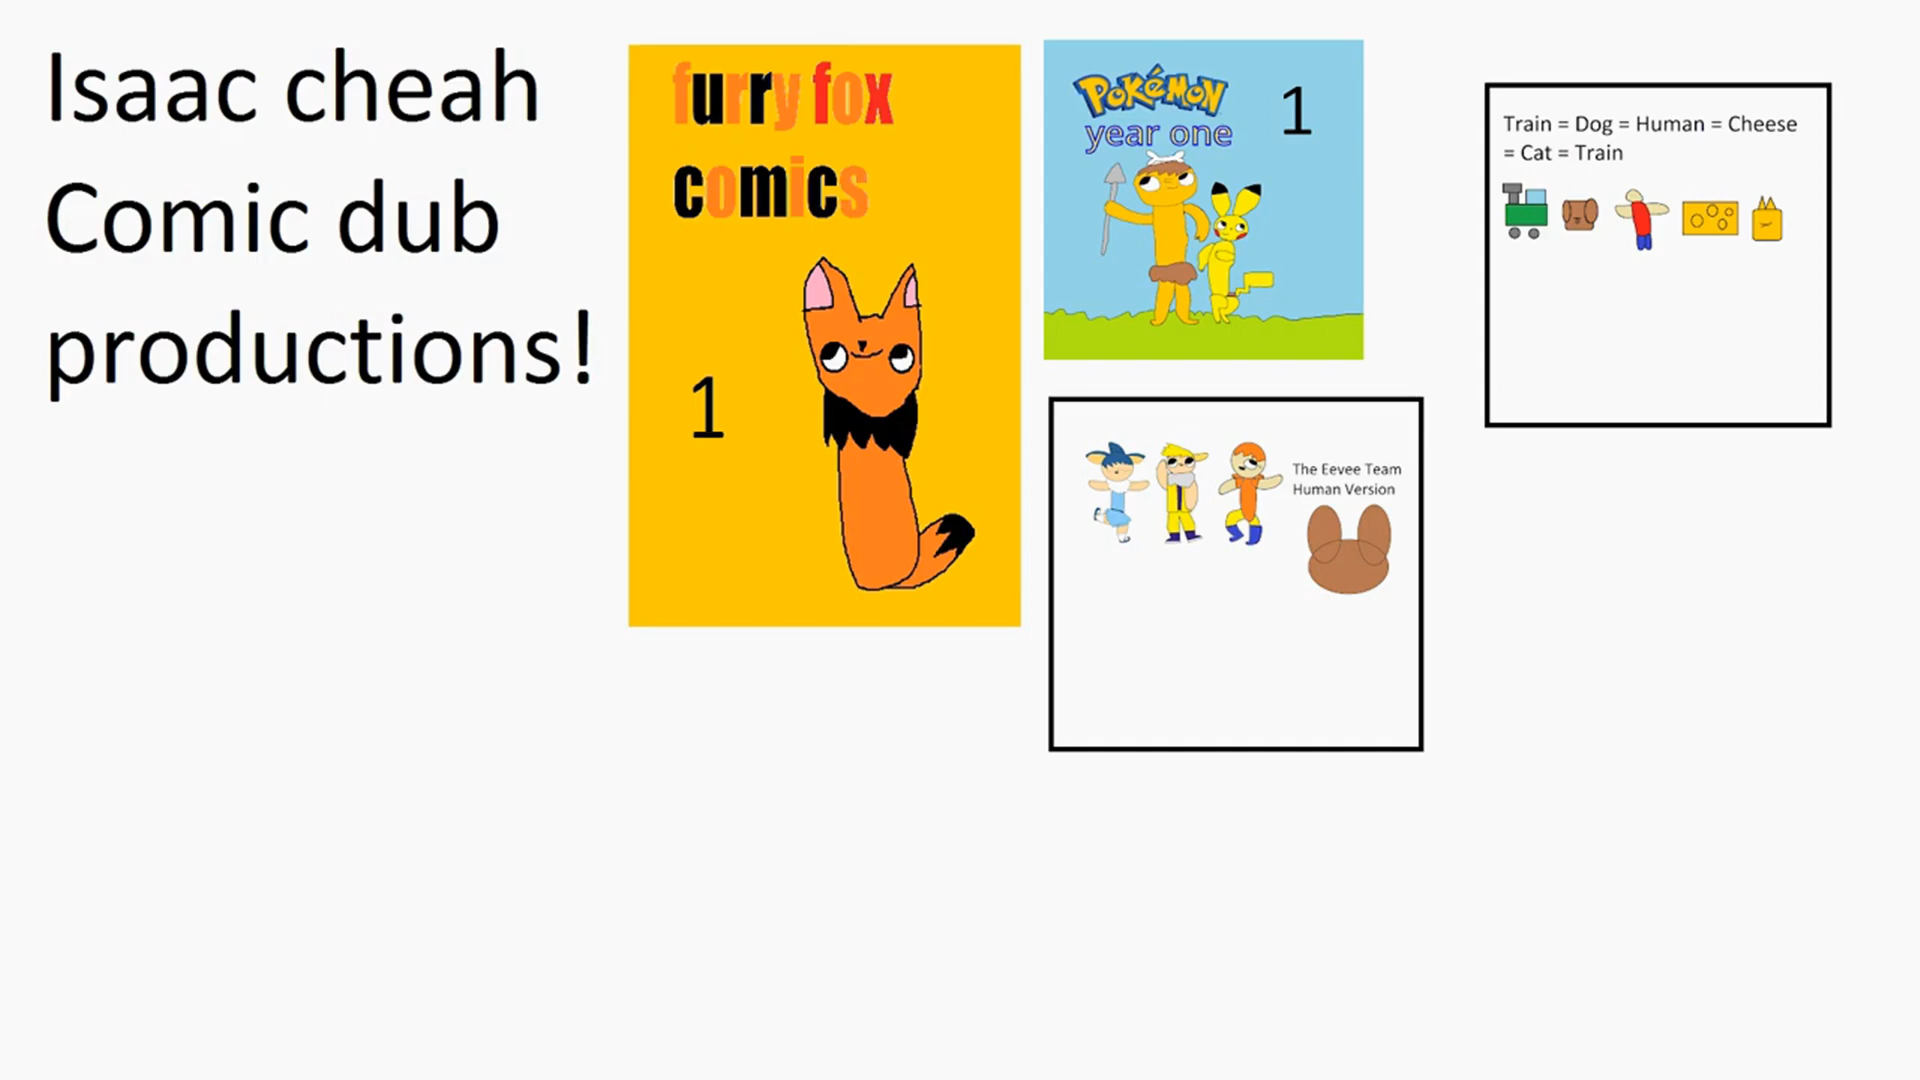 Isaac cheah
Comic dub
productions!
furry fox
comics
1
POKéMON
year one
1
Train = Dog = Human = Cheese
= Cat = Train
The Eevee Team
Human Version